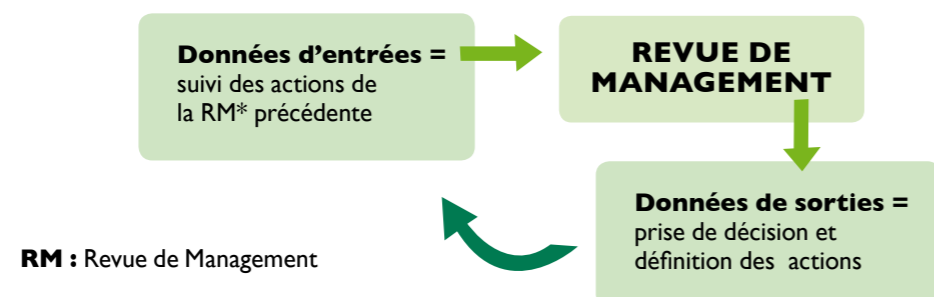 Données d'entrées =
suivi des actions de
la RM* précédente
REVUE DE
MANAGEMENT
Données de sorties =
prise de décision et
définition des actions
RM : Revue de Management